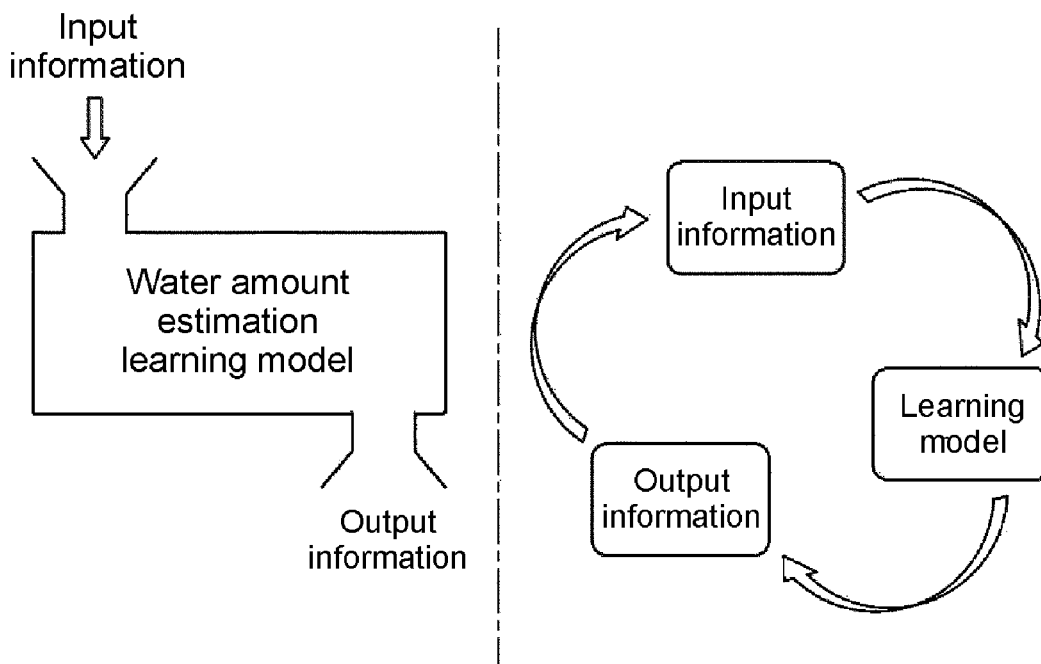 Input
information
Water amount
estimation
learning model
Output
information
Input
information
Learning
model
Output
information